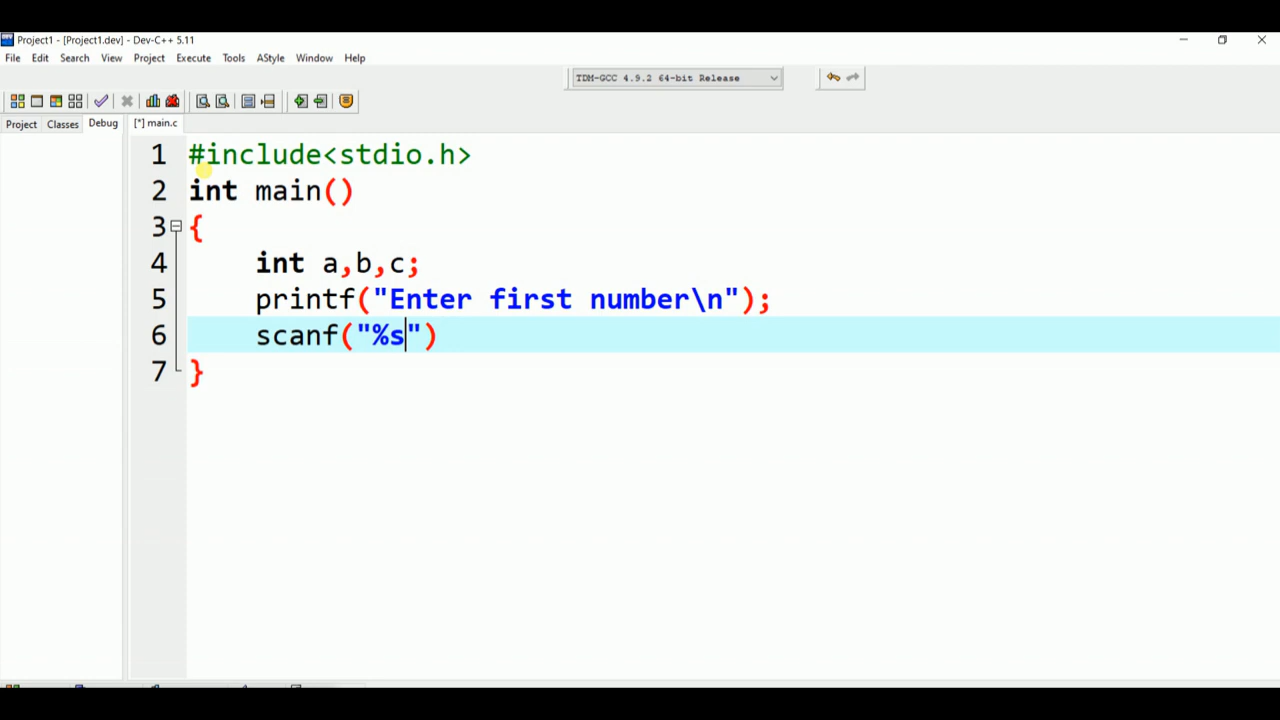 Project1 - [Project1.dev] - Dev-C++ 5.11
File Edit Search View Project Execute Tools AStyle Window Help
TDM-GCC 4.9.2 64-bit Release
Project Classes Debug [*] main.c
1 #include<stdio.h>
2 int main()
3 {
4 int a,b,c;
5 printf("Enter first number\n");
6 scanf("%s")
7 }